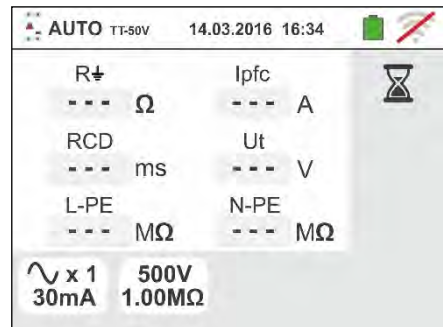 AUTO TT-50V 14.03.2016 16:34
R⏚ Ipfc
- - - Ω - - - A
RCD Ut
- - - ms - - - V
L-PE N-PE
- - - MΩ - - - MΩ
∿ x 1 500V
30mA 1.00MΩ